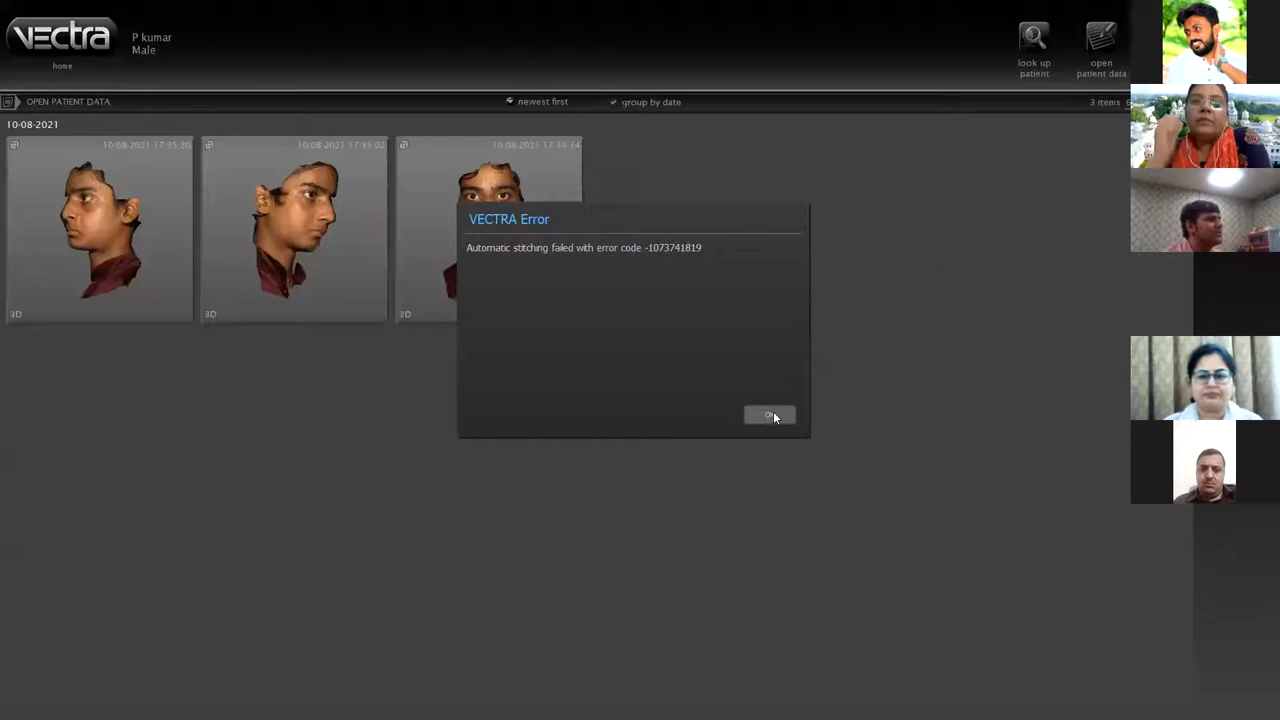 vectra
P kumar
Male
home
look up
patient
open
patient data
OPEN PATIENT DATA
newest first
group by date
3 items
10-08-2021
10-08-2021 17:35:20
10-08-2021 17:35:02
10-08-2021 17:34:34
3D
3D
3D
VECTRA Error
Automatic stitching failed with error code -1073741819